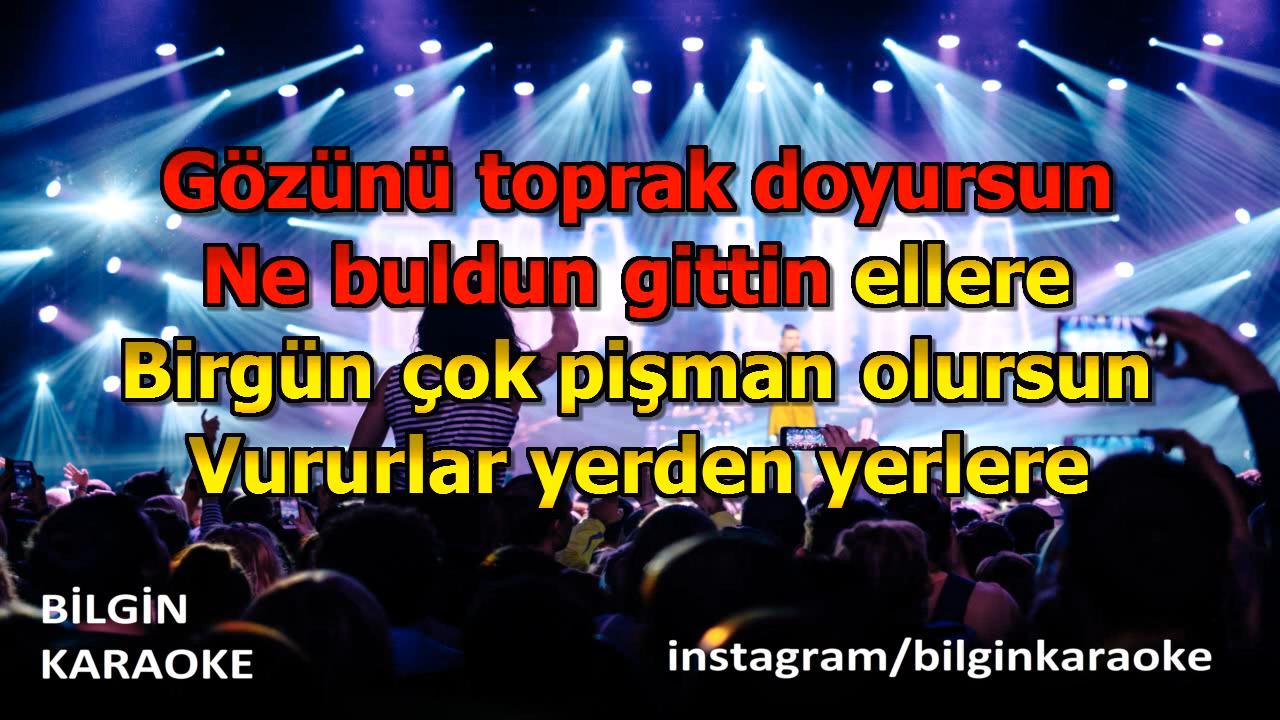 Gözünü toprak doyursun
Ne buldun gittin ellere
Birgün çok pişman olursun
Vururlar yerden yerlere
BİLGİN
KARAOKE
instagram/bilginkaraoke